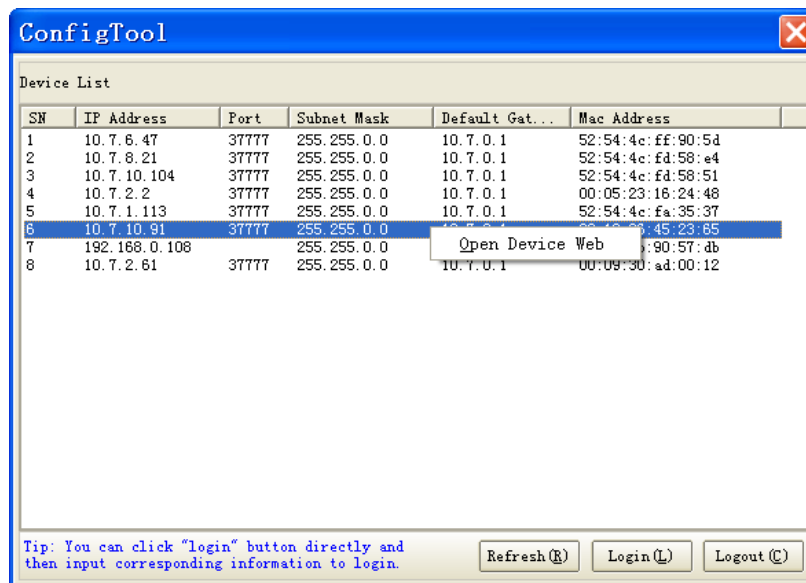 ConfigTool
Device List
SN IP Address Port Subnet Mask Default Gat... Mac Address
1 10.7.6.47 37777 255.255.0.0 10.7.0.1 52:54:4c:ff:90:5d
2 10.7.8.21 37777 255.255.0.0 10.7.0.1 52:54:4c:fd:58:e4
3 10.7.10.104 37777 255.255.0.0 10.7.0.1 52:54:4c:fd:58:51
4 10.7.2.2 37777 255.255.0.0 10.7.0.1 00:05:23:16:24:48
5 10.7.1.113 37777 255.255.0.0 10.7.0.1 52:54:4c:fa:35:37
6 10.7.10.91 37777 255.255.0.0 :45:23:65
Open Device Web
7 192.168.0.108 255.255.0.0 :90:57:db
8 10.7.2.61 37777 255.255.0.0 10.7.0.1 00:09:30:ad:00:12
Tip: You can click "login" button directly and
then input corresponding information to login.
Refresh(R) Login(L) Logout(C)